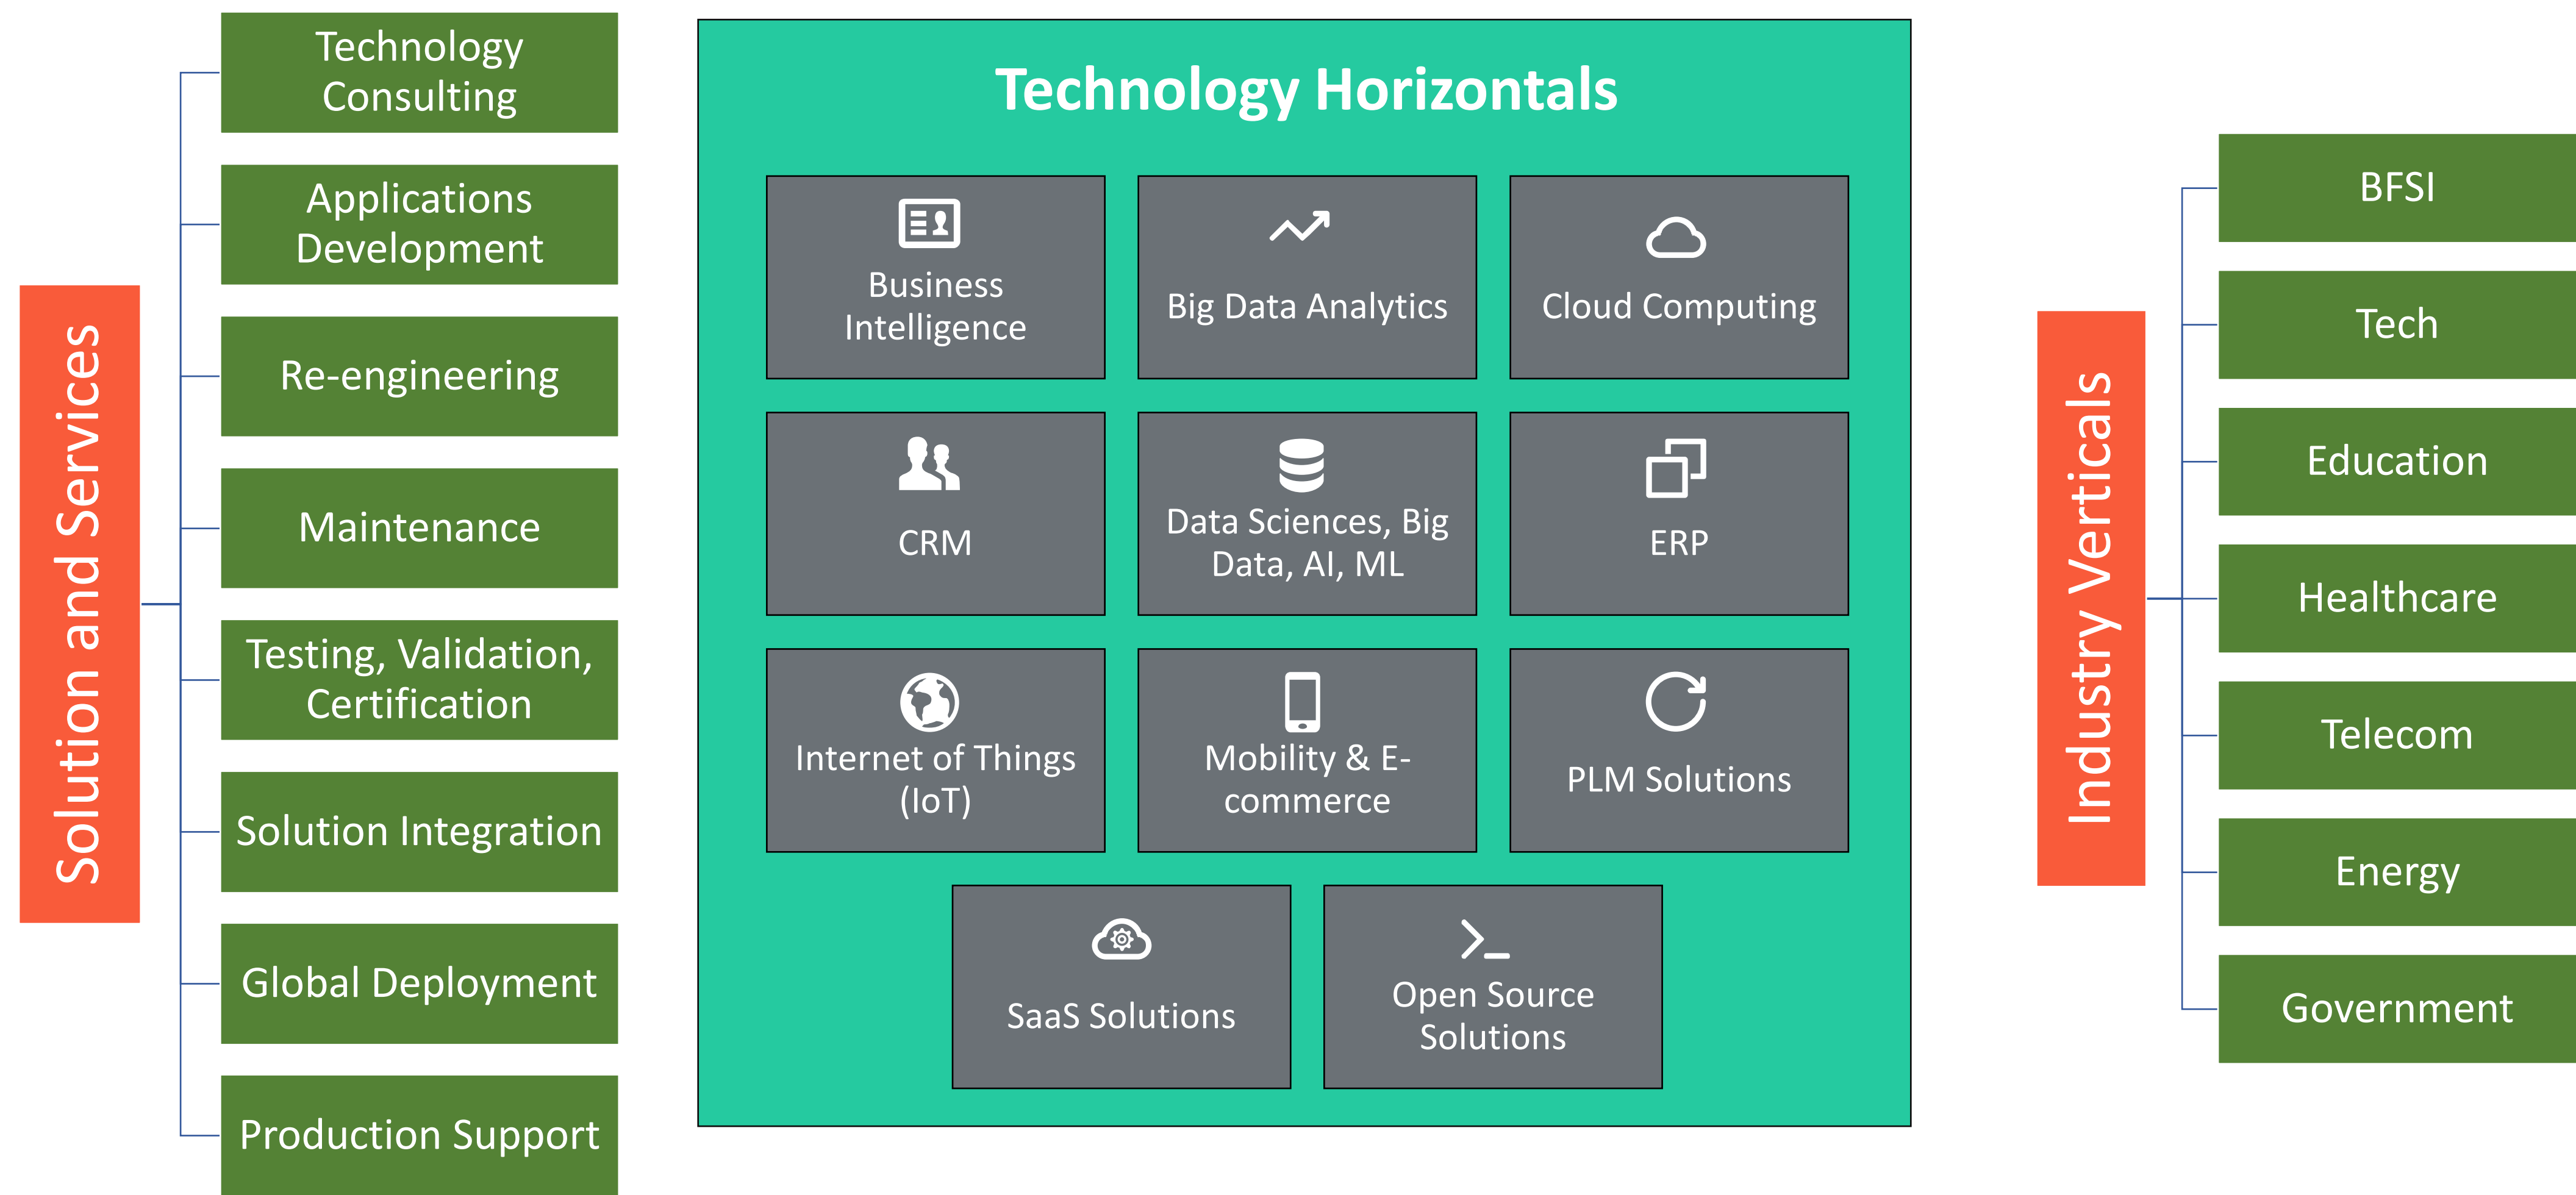 Solution and Services
Technology
Consulting
Applications
Development
Re-engineering
Maintenance
Testing, Validation,
Certification
Solution Integration
Global Deployment
Production Support
Technology Horizontals
Business
Intelligence
Big Data Analytics
Cloud Computing
CRM
Data Sciences, Big
Data, AI, ML
ERP
Internet of Things
(IoT)
Mobility & E-
commerce
PLM Solutions
SaaS Solutions
Open Source
Solutions
Industry Verticals
BFSI
Tech
Education
Healthcare
Telecom
Energy
Government